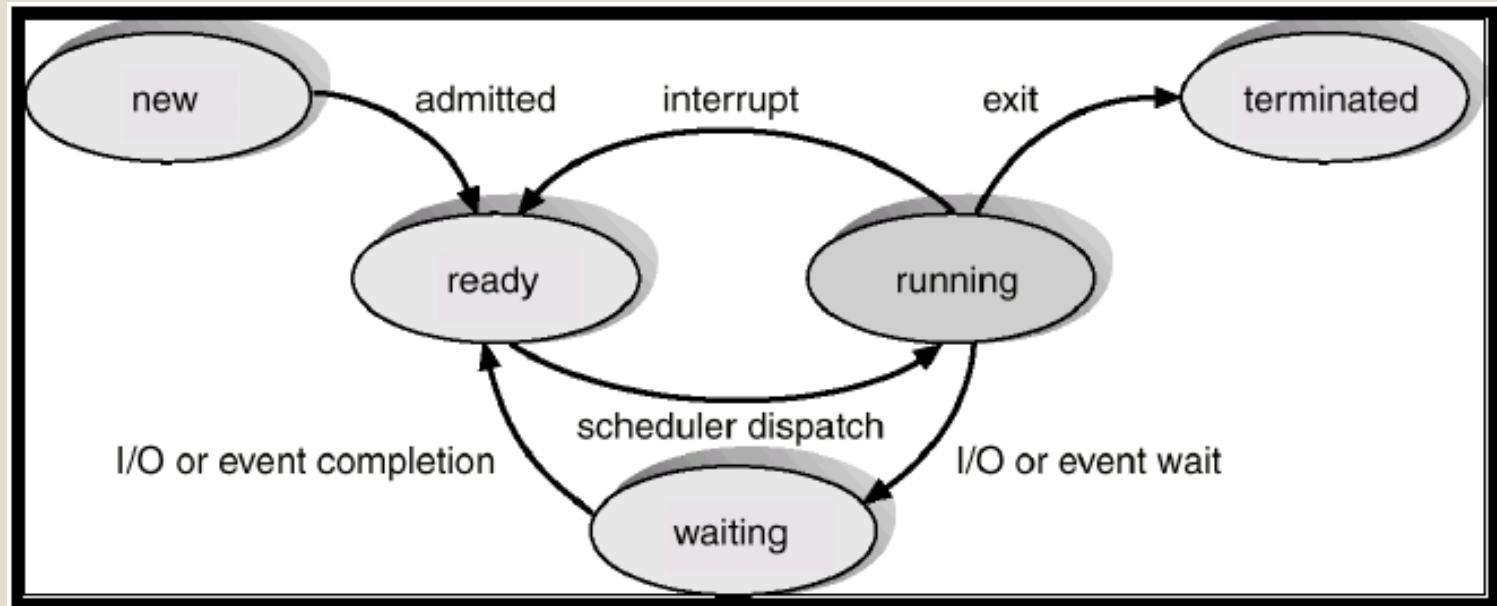 new
admitted
interrupt
exit
terminated
ready
running
scheduler dispatch
I/O or event completion
I/O or event wait
waiting